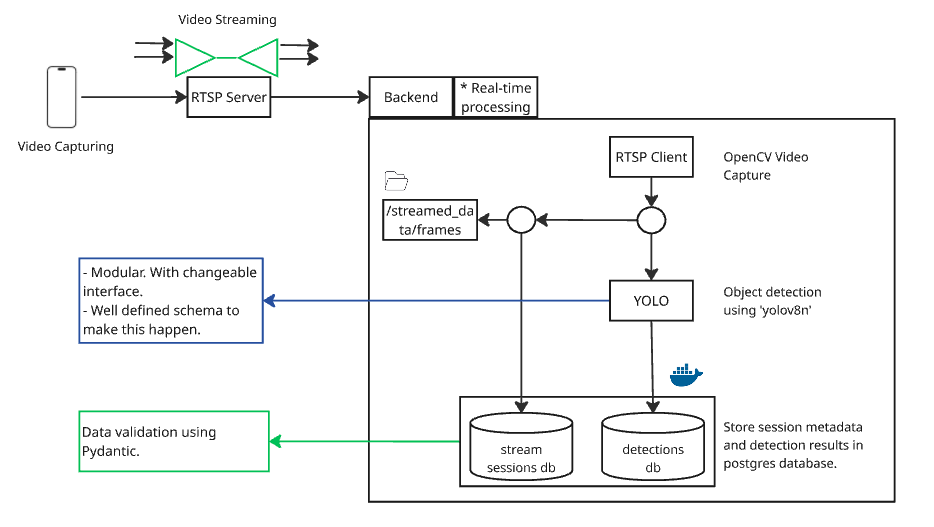 Video Streaming
RTSP Server
Backend
* Real-time
processing
Video Capturing
RTSP Client
OpenCV Video
Capture
/streamed_da
ta/frames
- Modular. With changeable
interface.
- Well defined schema to
make this happen.
YOLO
Object detection
using 'yolov8n'
Data validation using
Pydantic.
stream
sessions db
detections
db
Store session metadata
and detection results in
postgres database.